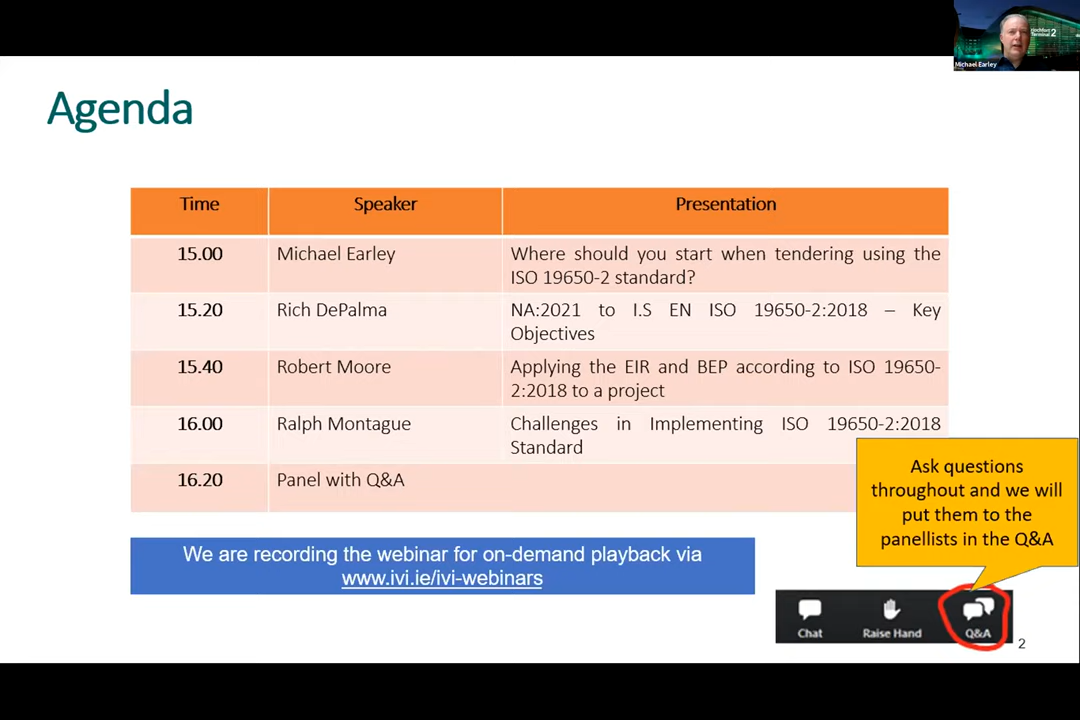 Terminal 2
Michael Earley
Agenda
Time Speaker Presentation
15.00 Michael Earley Where should you start when tendering using the
ISO 19650-2 standard?
15.20 Rich DePalma NA:2021 to I.S EN ISO 19650-2:2018 – Key
Objectives
15.40 Robert Moore Applying the EIR and BEP according to ISO 19650-
2:2018 to a project
16.00 Ralph Montague Challenges in Implementing ISO 19650-2:2018
Standard
16.20 Panel with Q&A
Ask questions
throughout and we will
put them to the
panellists in the Q&A
We are recording the webinar for on-demand playback via
www.ivi.ie/ivi-webinars
Chat Raise Hand Q&A
2